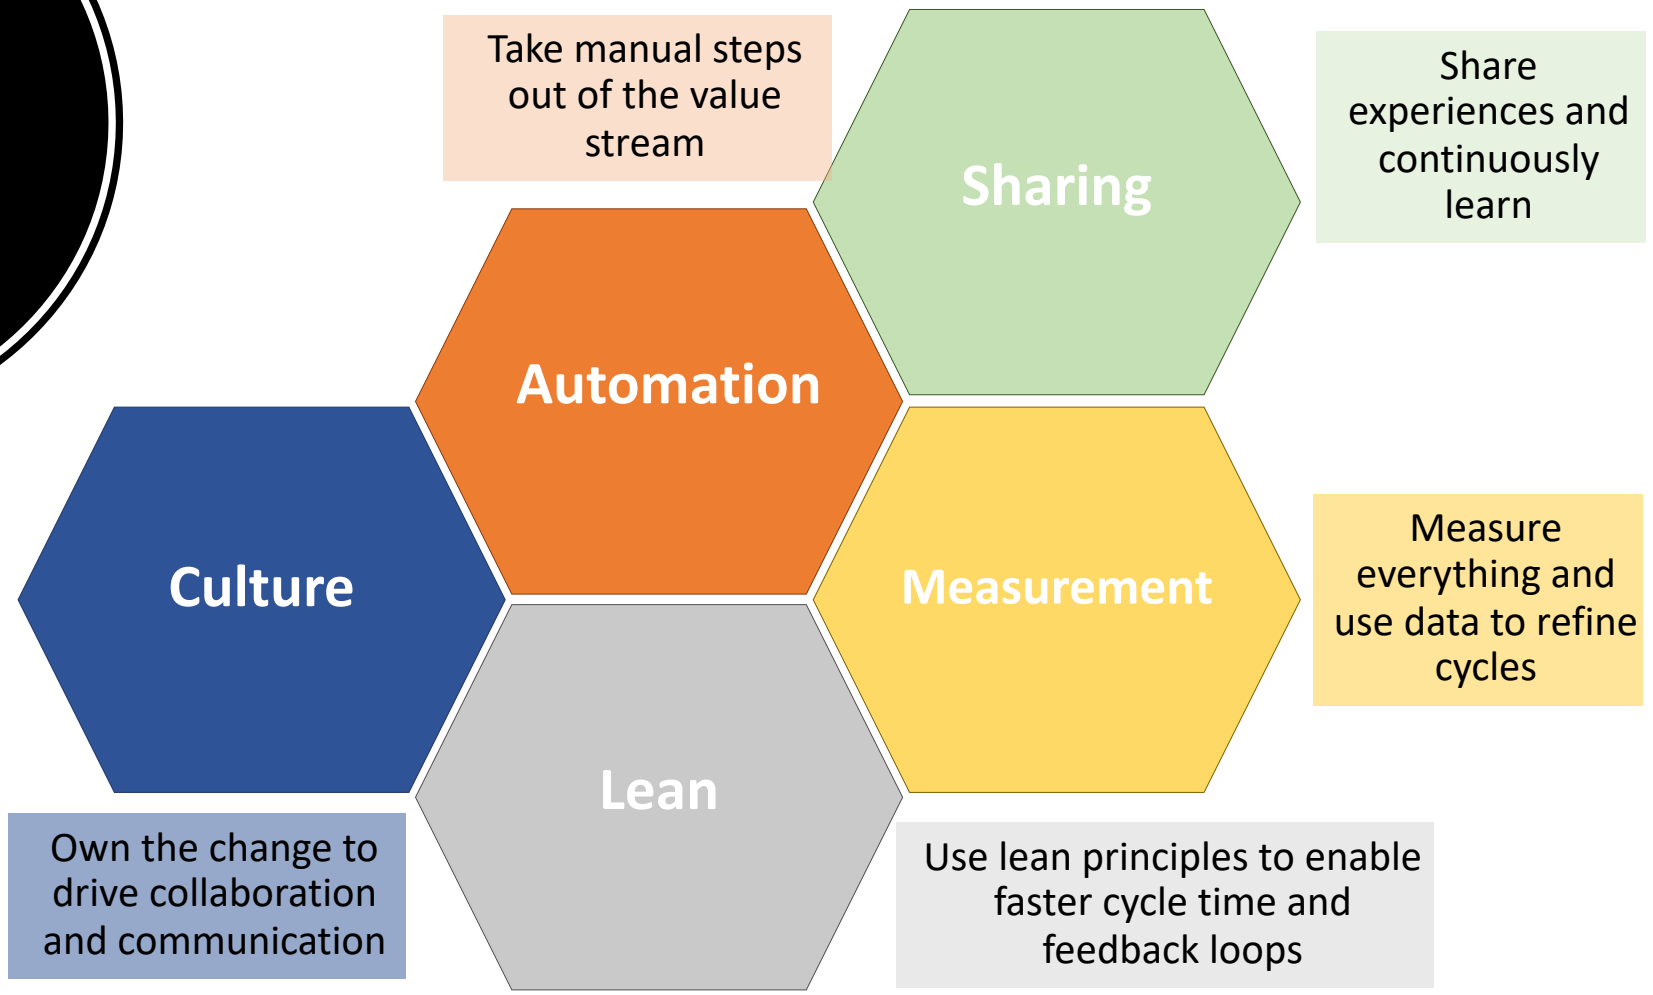 Take manual steps
out of the value
stream
Sharing
Share
experiences and
continuously
learn
Automation
Culture
Measurement
Measure
everything and
use data to refine
cycles
Lean
Own the change to
drive collaboration
and communication
Use lean principles to enable
faster cycle time and
feedback loops